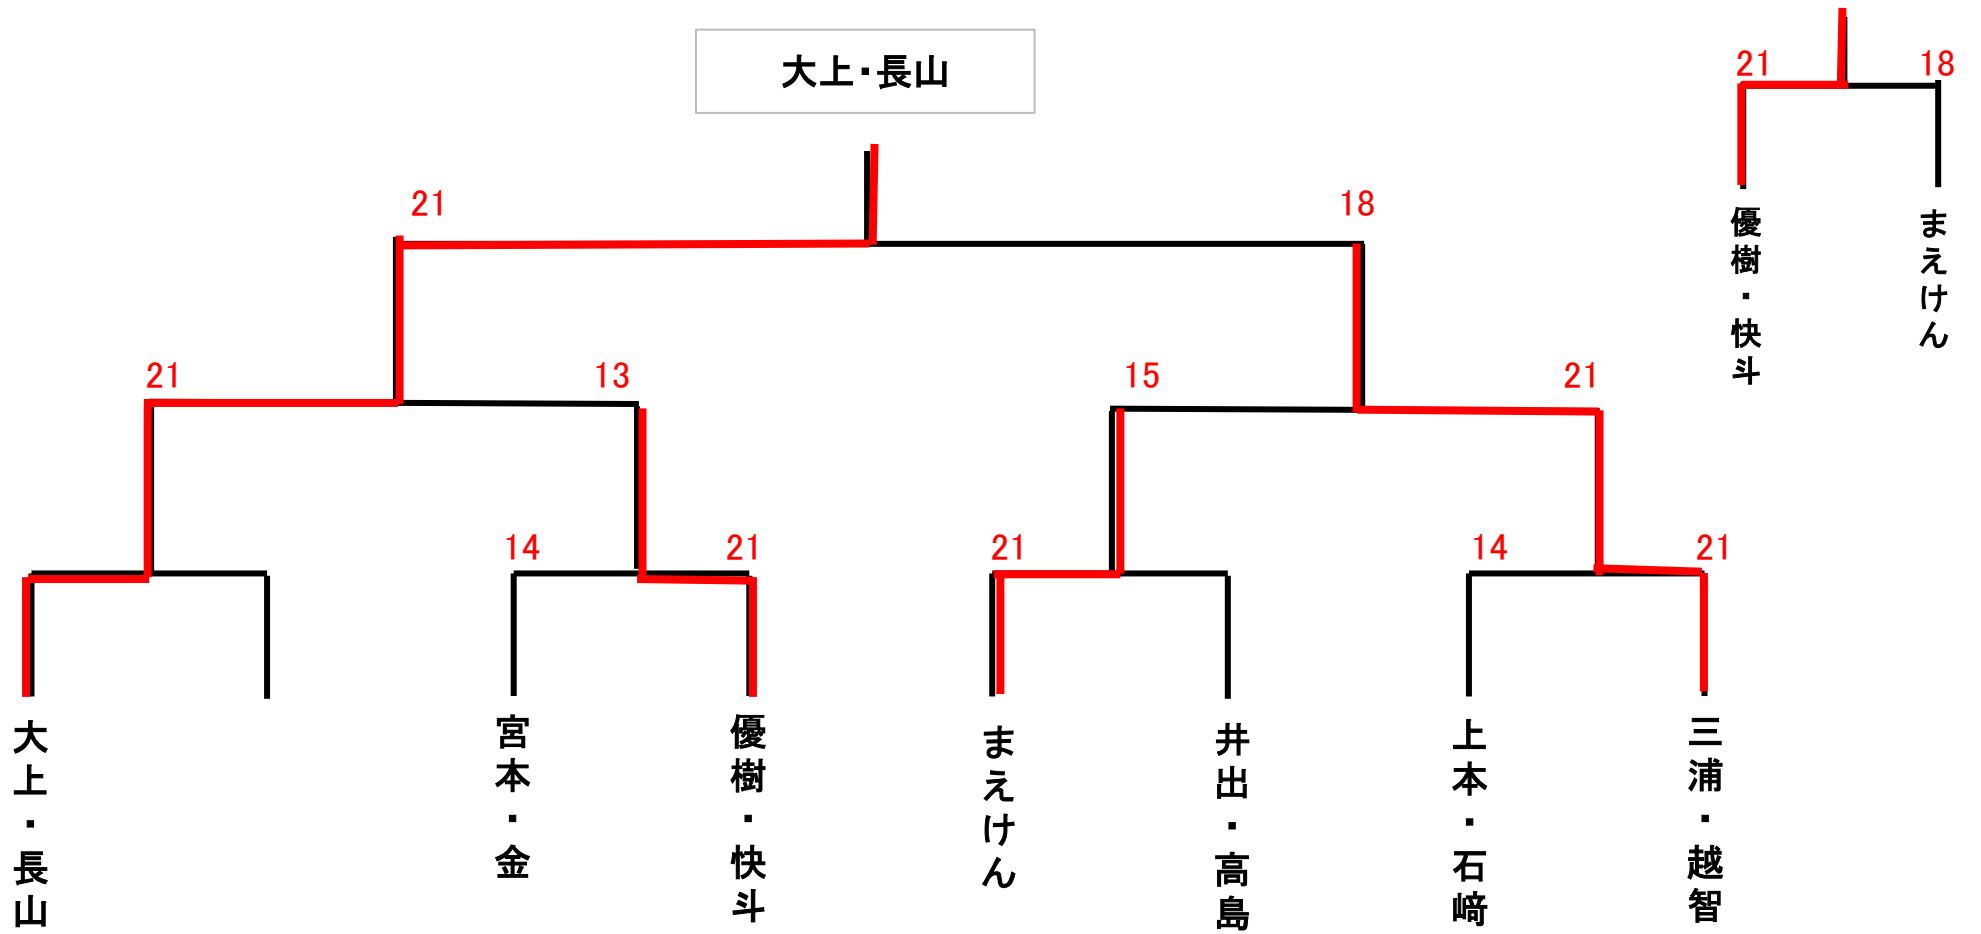 大上・長山
21 18
21 18
優樹・快斗
まえけん
21 13 15 21
14 21 21 14 21
大上・長山
宮本・金
優樹・快斗
まえけん
井出・高島
上本・石﨑
三浦・越智